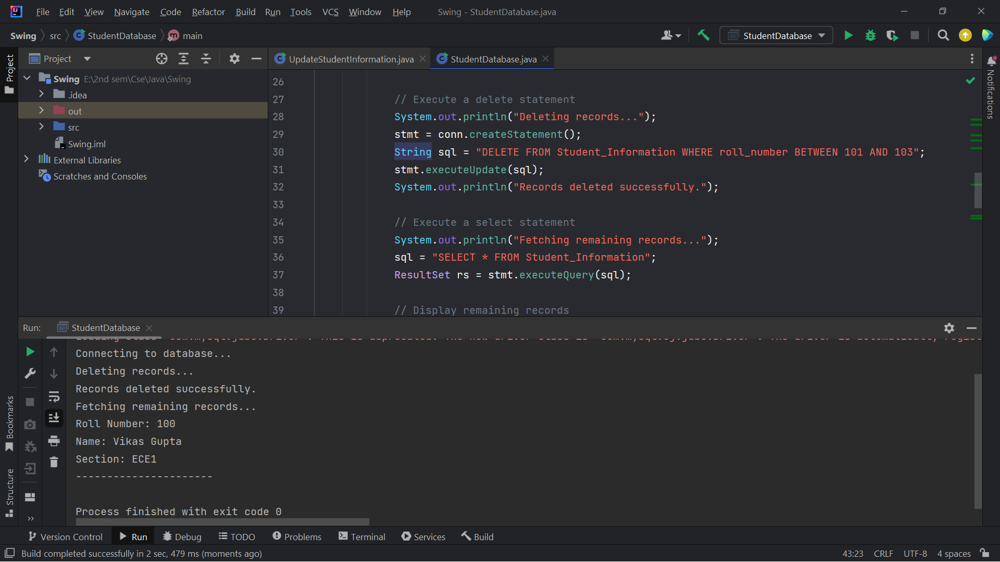 File Edit View Navigate Code Refactor Build Run Tools VCS Window Help Swing - StudentDatabase.java
Swing src StudentDatabase main StudentDatabase
Project UpdateStudentInformation.java StudentDatabase.java
Project
Swing E:\2nd sem\Cse\Java\Swing
.idea
out
src
Swing.iml
External Libraries
Scratches and Consoles
26
27 // Execute a delete statement
28 System.out.println("Deleting records...");
29 stmt = conn.createStatement();
30 String sql = "DELETE FROM Student_Information WHERE roll_number BETWEEN 101 AND 103";
31 stmt.executeUpdate(sql);
32 System.out.println("Records deleted successfully.");
33
34 // Execute a select statement
35 System.out.println("Fetching remaining records...");
36 sql = "SELECT * FROM Student_Information";
37 ResultSet rs = stmt.executeQuery(sql);
38
39 // Display remaining records
Notifications
Run: StudentDatabase
Connecting to database...
Deleting records...
Records deleted successfully.
Fetching remaining records...
Roll Number: 100
Name: Vikas Gupta
Section: ECE1
----------------------
Process finished with exit code 0
Bookmarks
Structure
Version Control Run Debug TODO Problems Terminal Services Build
Build completed successfully in 2 sec, 479 ms (moments ago) 43:23 CRLF UTF-8 4 spaces